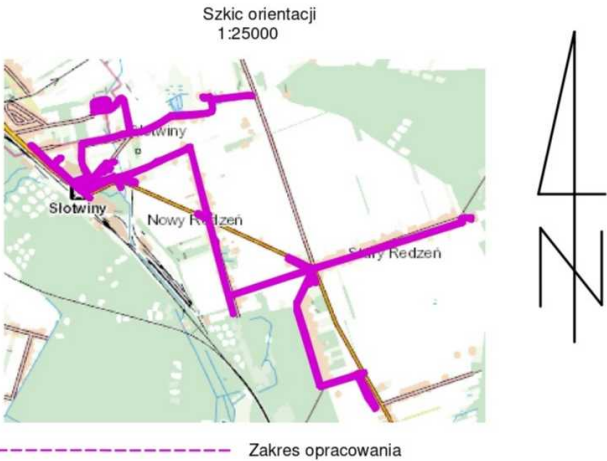 Szkic orientacji
1:25000
Słotwiny
Słotwiny
Nowy Redzeń
Stary Redzeń
N
Zakres opracowania